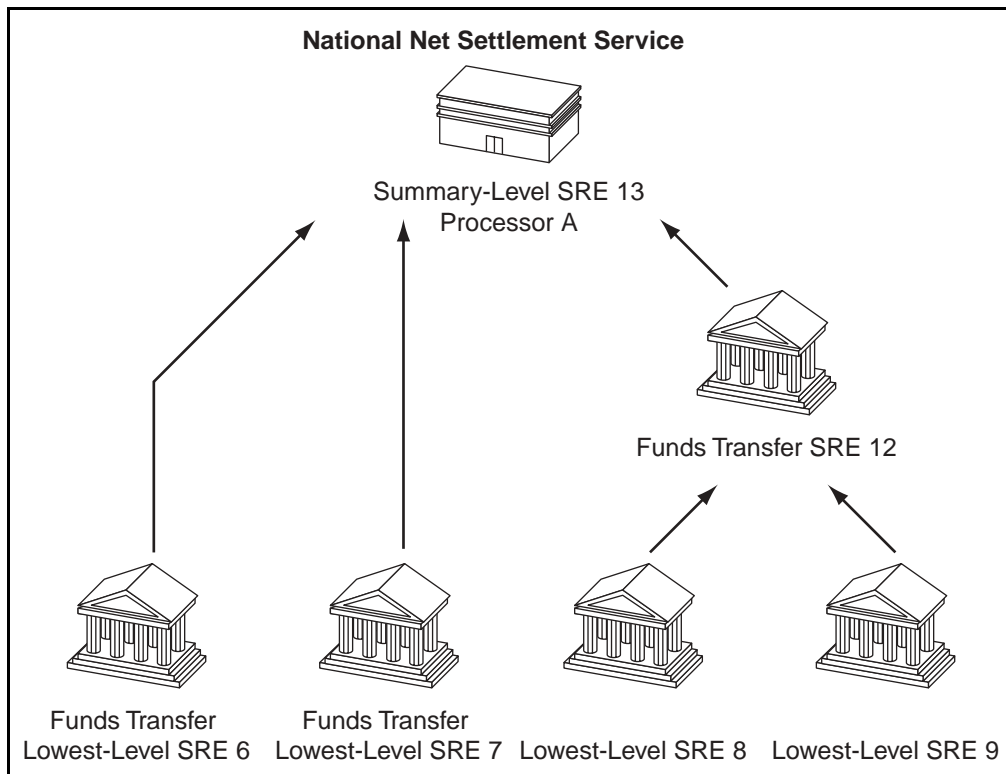 National Net Settlement Service
Summary-Level SRE 13
Processor A
Funds Transfer SRE 12
Funds Transfer
Lowest-Level SRE 6
Funds Transfer
Lowest-Level SRE 7
Lowest-Level SRE 8
Lowest-Level SRE 9